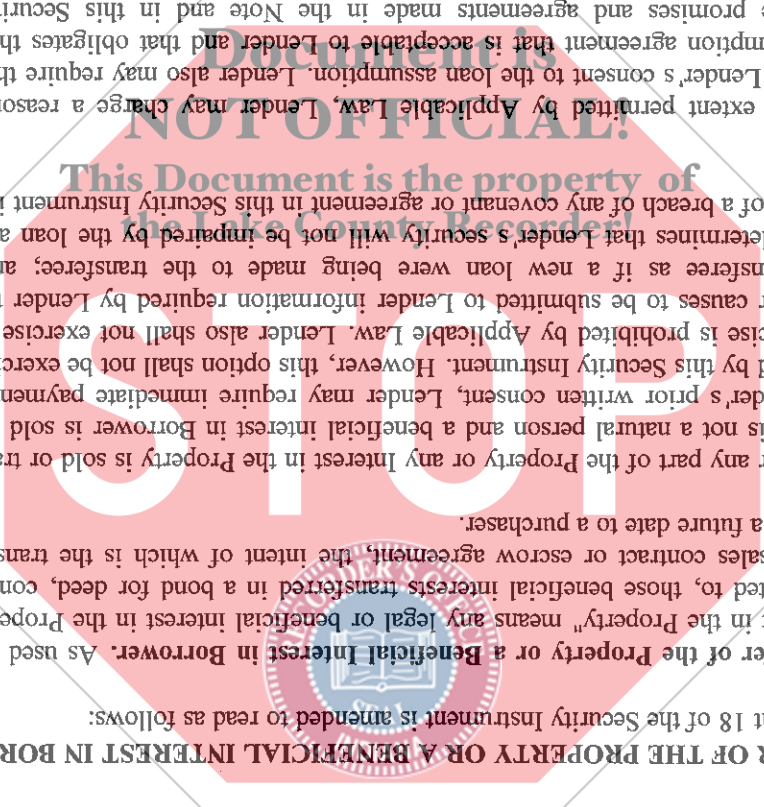 Document is
NOT OFFICIAL!
This Document is the property of
the Lake County Recorder!
STOP
RECORDER'S OFFICE
SEAL
INDIANA
R OF THE PROPERTY OR A BENEFICIAL INTEREST IN BOR
t 18 of the Security Instrument is amended to read as follows:
er of the Property or a Beneficial Interest in Borrower. As used
t in the Property" means any legal or beneficial interest in the Prope
ted to, those beneficial interests transferred in a bond for deed, con
sales contract or escrow agreement, the intent of which is the trans
a future date to a purchaser.
r any part of the Property or any Interest in the Property is sold or tra
is not a natural person and a beneficial interest in Borrower is sold
der's prior written consent, Lender may require immediate paymen
d by this Security Instrument. However, this option shall not be exerci
cise is prohibited by Applicable Law. Lender also shall not exercise
r causes to be submitted to Lender information required by Lender
nsferee as if a new loan were being made to the transferee; an
determines that Lender's security will not be impaired by the loan a
of a breach of any covenant or agreement in this Security Instrument i
extent permitted by Applicable Law, Lender may charge a reason
Lender's consent to the loan assumption. Lender also may require th
mption agreement that is acceptable to Lender and that obligates th
e promises and agreements made in the Note and in this Securi